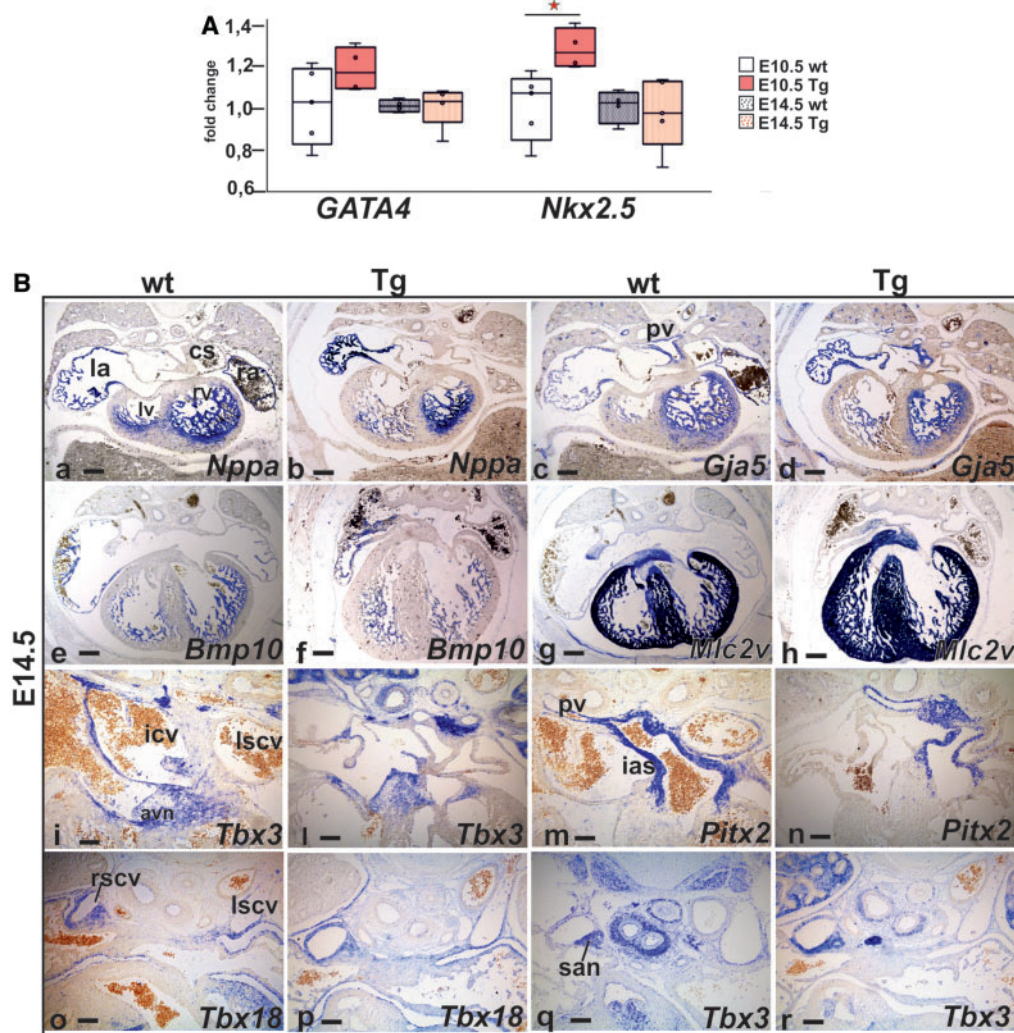 A
1,4
1,2
1,0
0,8
0,6
fold change
GATA4 Nkx2.5
E10.5 wt
E10.5 Tg
E14.5 wt
E14.5 Tg
B
wt Tg wt Tg
E14.5
la cs ra lv rv
a Nppa
b Nppa
pv
c Gja5
d Gja5
e Bmp10
f Bmp10
g Mlc2v
h Mlc2v
icv lscv avn
i Tbx3
l Tbx3
pv ias
m Pitx2
n Pitx2
rscv lscv
o Tbx18
p Tbx18
san
q Tbx3
r Tbx3